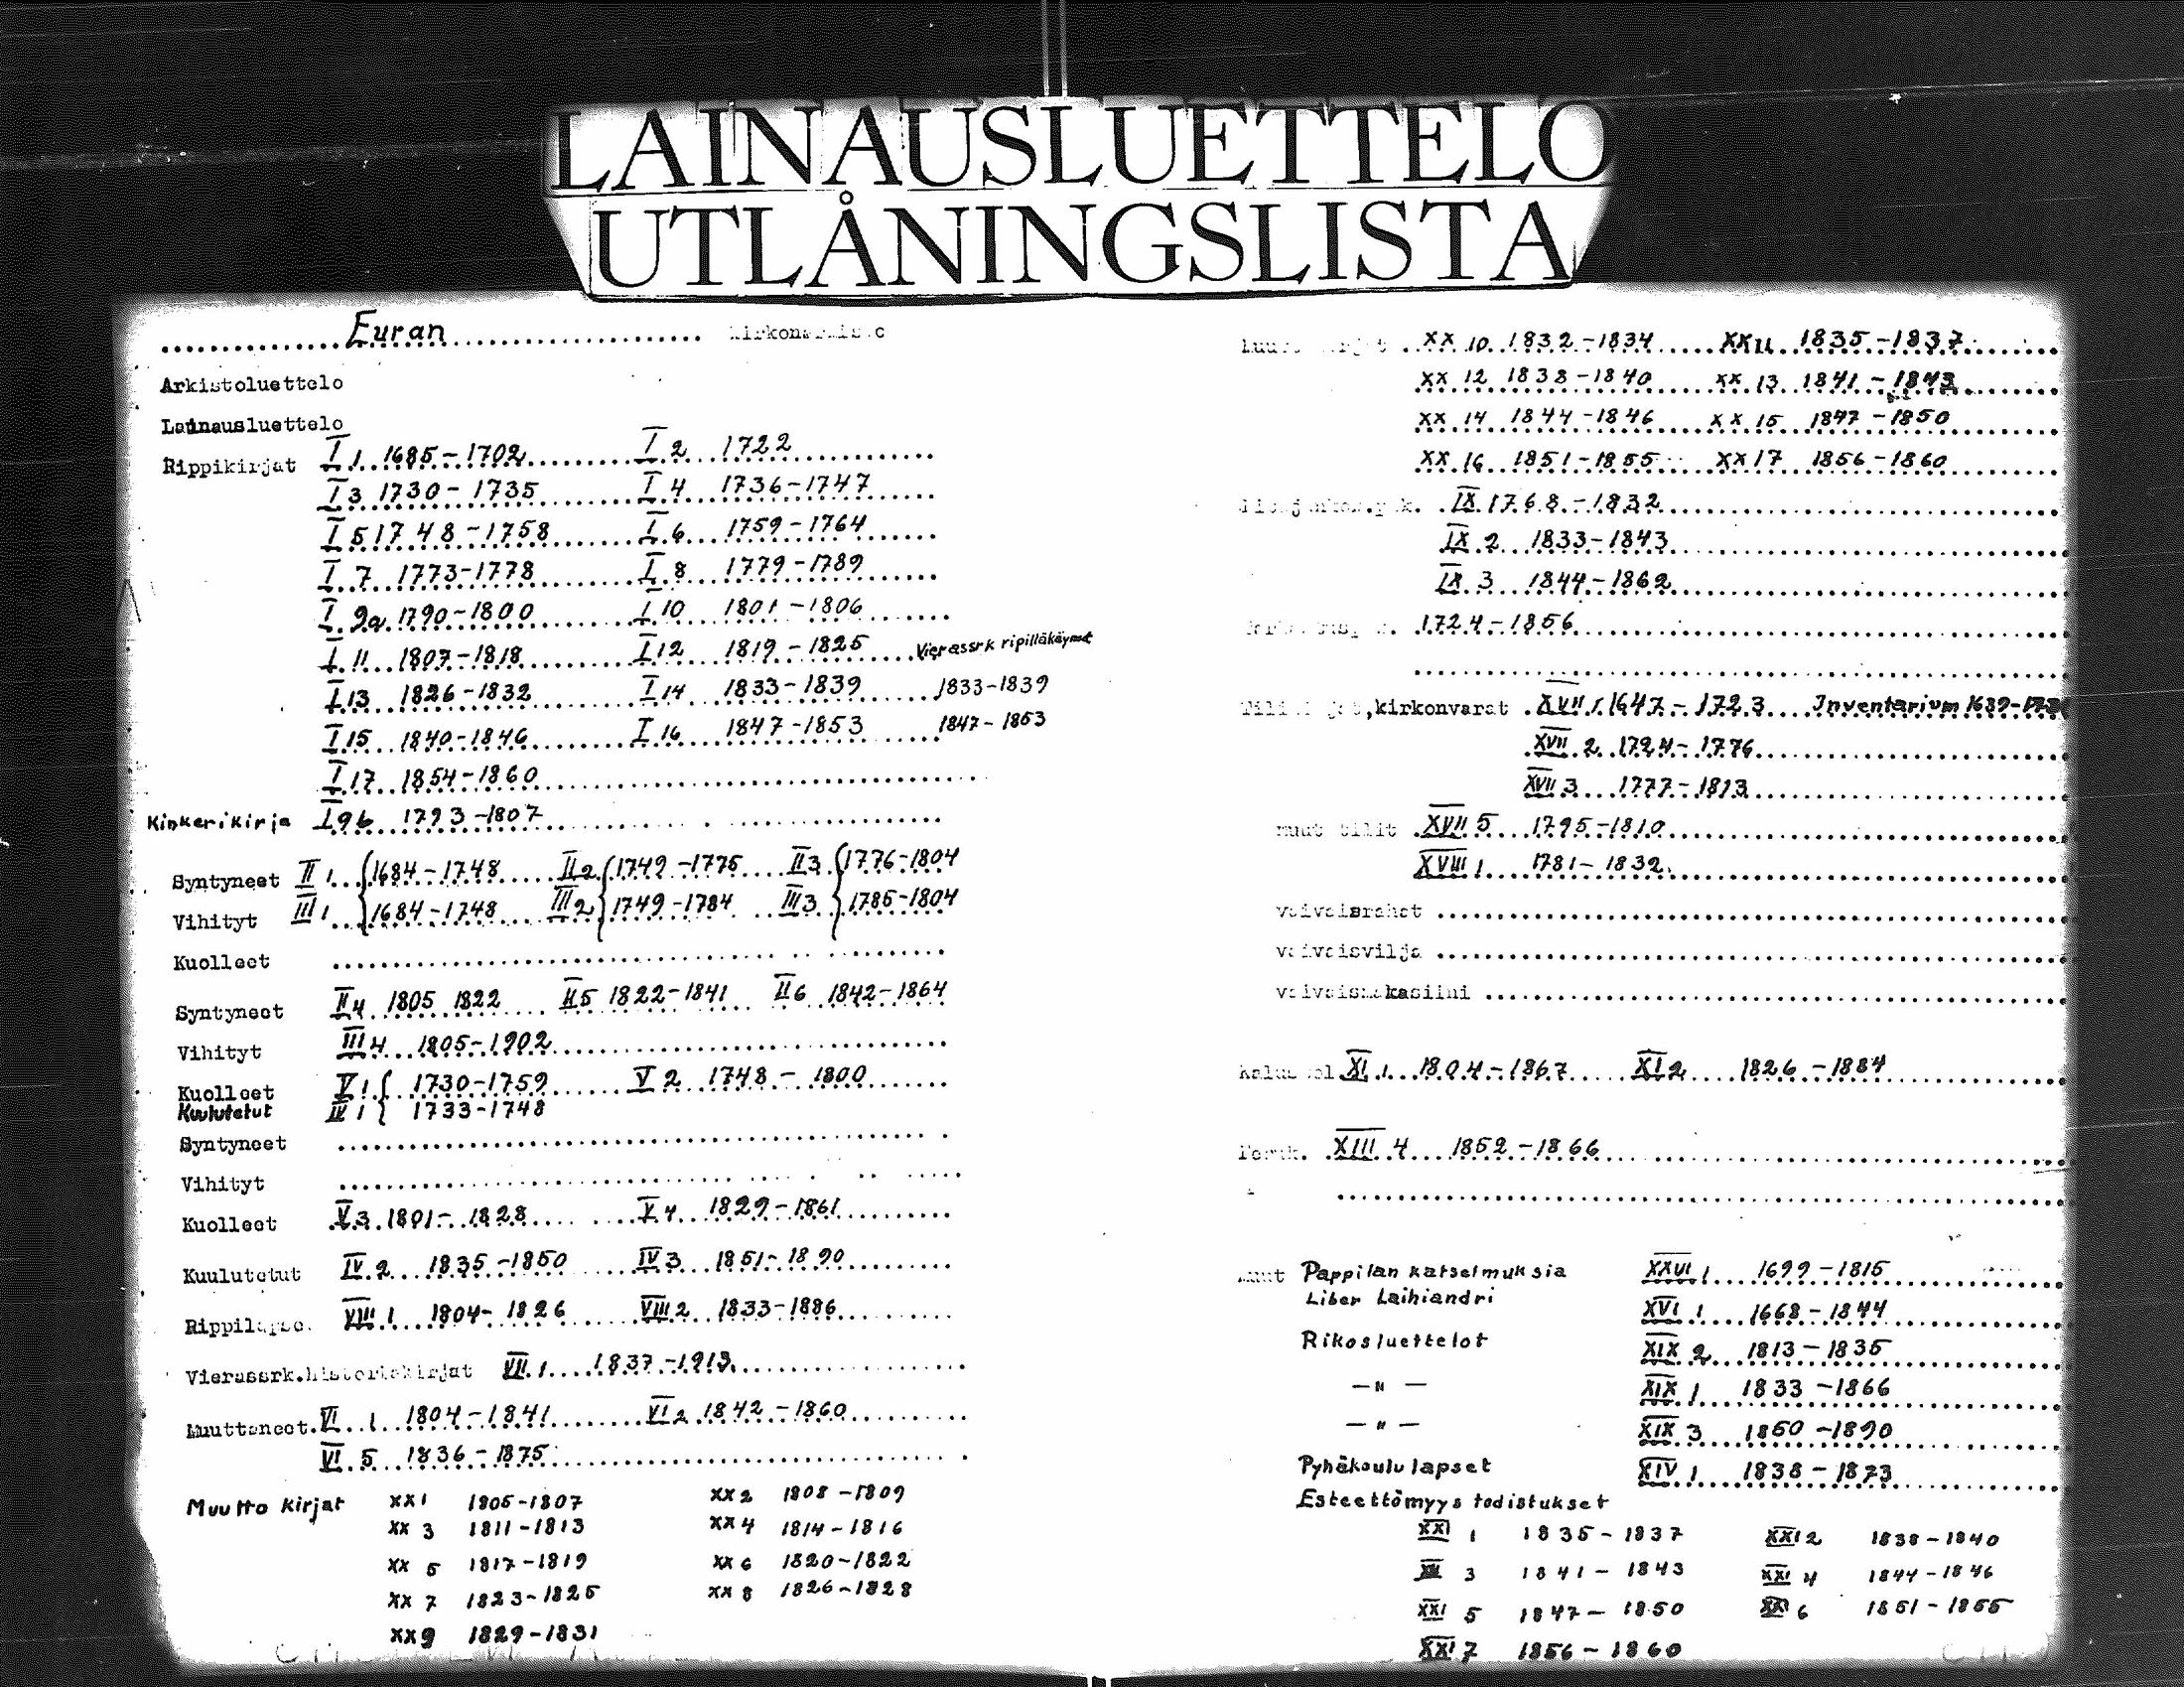 LAINAUSLUETTELO
UTLÅNINGSLISTA
Euran
Arkistoluettelo
Lainausluettelo
Rippikirjat I 1 1685-1702 I 2 1722
I 3 1730-1735 I 4 1736-1747
I 5 1748-1758 I 6 1759-1764
I 7 1773-1778 I 8 1779-1789
I 9a 1790-1800 I 10 1801-1806
I 11 1807-1818 I 12 1819-1825 Vierassrk ripilläkäyneet
I 13 1826-1832 I 14 1833-1839 1833-1839
I 15 1840-1846 I 16 1847-1853 1847-1853
I 17 1854-1860
Kinkerikirja I 9b 1793-1807
Syntyneet II 1 1684-1748 II 2 1749-1775 II 3 1776-1804
Vihityt III 1 1684-1748 III 2 1749-1784 III 3 1785-1804
Kuolleet
Syntyneet II 4 1805 1822 II 5 1822-1841 II 6 1842-1864
Vihityt III 4 1805-1902
Kuolleet V 1 1730-1759 V 2 1748-1800
Kuulutetut IV 1 1733-1748
Syntyneet
Vihityt
Kuolleet V 3 1801-1828 V 4 1829-1861
Kuulutetut IV 2 1835-1850 IV 3 1851-1890
VIII 1 1804-1826 VIII 2 1833-1886
Vierassrk.historiakirjat VII 1 1837-1913
Muuttaneet VI 1 1804-1841 VI 2 1842-1860
VI 5 1836-1875
Muutto kirjat XX 1 1805-1807 XX 2 1808-1809
XX 3 1811-1813 XX 4 1814-1816
XX 5 1817-1819 XX 6 1820-1822
XX 7 1823-1825 XX 8 1826-1828
XX 9 1829-1831
XX 10 1832-1834 XX 11 1835-1837
XX 12 1838-1840 XX 13 1841-1843
XX 14 1844-1846 XX 15 1847-1850
XX 16 1851-1855 XX 17 1856-1860
IX 1768-1832
IX 2 1833-1843
IX 3 1844-1862
1724-1856
kirkonvarat XVII 1 1647-1723 Inventarium
XVII 2 1724-1776
XVII 3 1777-1813
muut tilit XVII 5 1795-1810
XVIII 1 1781-1832
vaivaisrahat
vaivaisvilja
vaivaismakasiini
XI 1 1804-1867 XI 2 1826-1884
XIII 4 1852-1866
muut Pappilan katselmuksia XXVI 1 1699-1815
Liber Laihiandri XVI 1 1668-1844
Rikosluettelot XIX 2 1813-1835
-"- XIX 1 1833-1866
-"- XIX 3 1850-1890
Pyhäkoululapset XIV 1 1838-1873
Esteettömyys todistukset
XXI 1 1835-1837 XXI 2 1838-1840
XXI 3 1841-1843 XXI 4 1844-1846
XXI 5 1847-1850 XXI 6 1851-1855
XXI 7 1856-1860